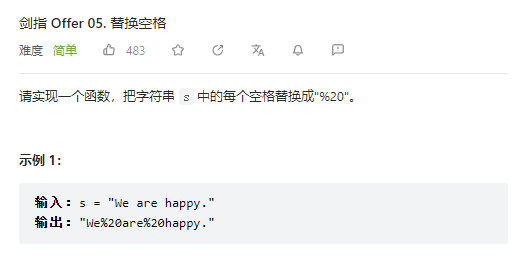 剑指 Offer 05. 替换空格
难度 简单 483
请实现一个函数，把字符串 s 中的每个空格替换成"%20"。
示例 1：
输入：s = "We are happy."
输出："We%20are%20happy."